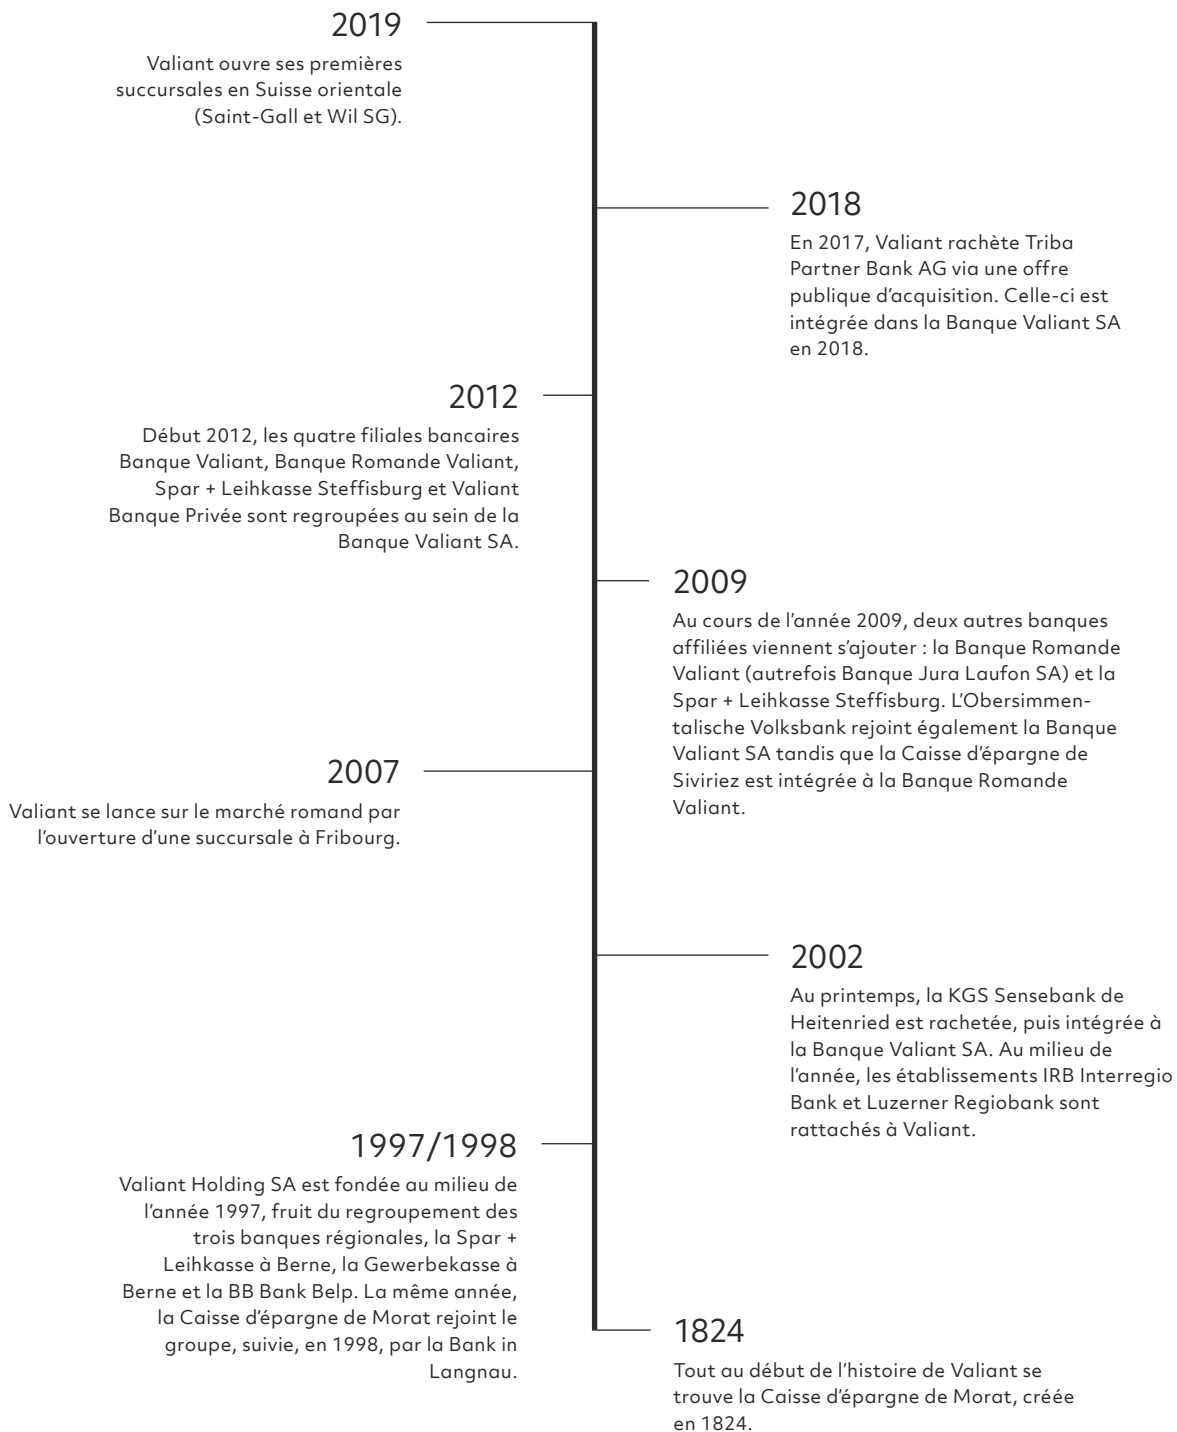 2019
Valiant ouvre ses premières
succursales en Suisse orientale
(Saint-Gall et Wil SG).
2018
En 2017, Valiant rachète Triba
Partner Bank AG via une offre
publique d’acquisition. Celle-ci est
intégrée dans la Banque Valiant SA
en 2018.
2012
Début 2012, les quatre filiales bancaires
Banque Valiant, Banque Romande Valiant,
Spar + Leihkasse Steffisburg et Valiant
Banque Privée sont regroupées au sein de la
Banque Valiant SA.
2009
Au cours de l’année 2009, deux autres banques
affiliées viennent s’ajouter : la Banque Romande
Valiant (autrefois Banque Jura Laufon SA) et la
Spar + Leihkasse Steffisburg. L’Obersimmen-
talische Volksbank rejoint également la Banque
Valiant SA tandis que la Caisse d’épargne de
Siviriez est intégrée à la Banque Romande
Valiant.
2007
Valiant se lance sur le marché romand par
l’ouverture d’une succursale à Fribourg.
2002
Au printemps, la KGS Sensebank de
Heitenried est rachetée, puis intégrée à
la Banque Valiant SA. Au milieu de
l’année, les établissements IRB Interregio
Bank et Luzerner Regiobank sont
rattachés à Valiant.
1997/1998
Valiant Holding SA est fondée au milieu de
l’année 1997, fruit du regroupement des
trois banques régionales, la Spar +
Leihkasse à Berne, la Gewerbekasse à
Berne et la BB Bank Belp. La même année,
la Caisse d’épargne de Morat rejoint le
groupe, suivie, en 1998, par la Bank in
Langnau.
1824
Tout au début de l’histoire de Valiant se
trouve la Caisse d’épargne de Morat, créée
en 1824.